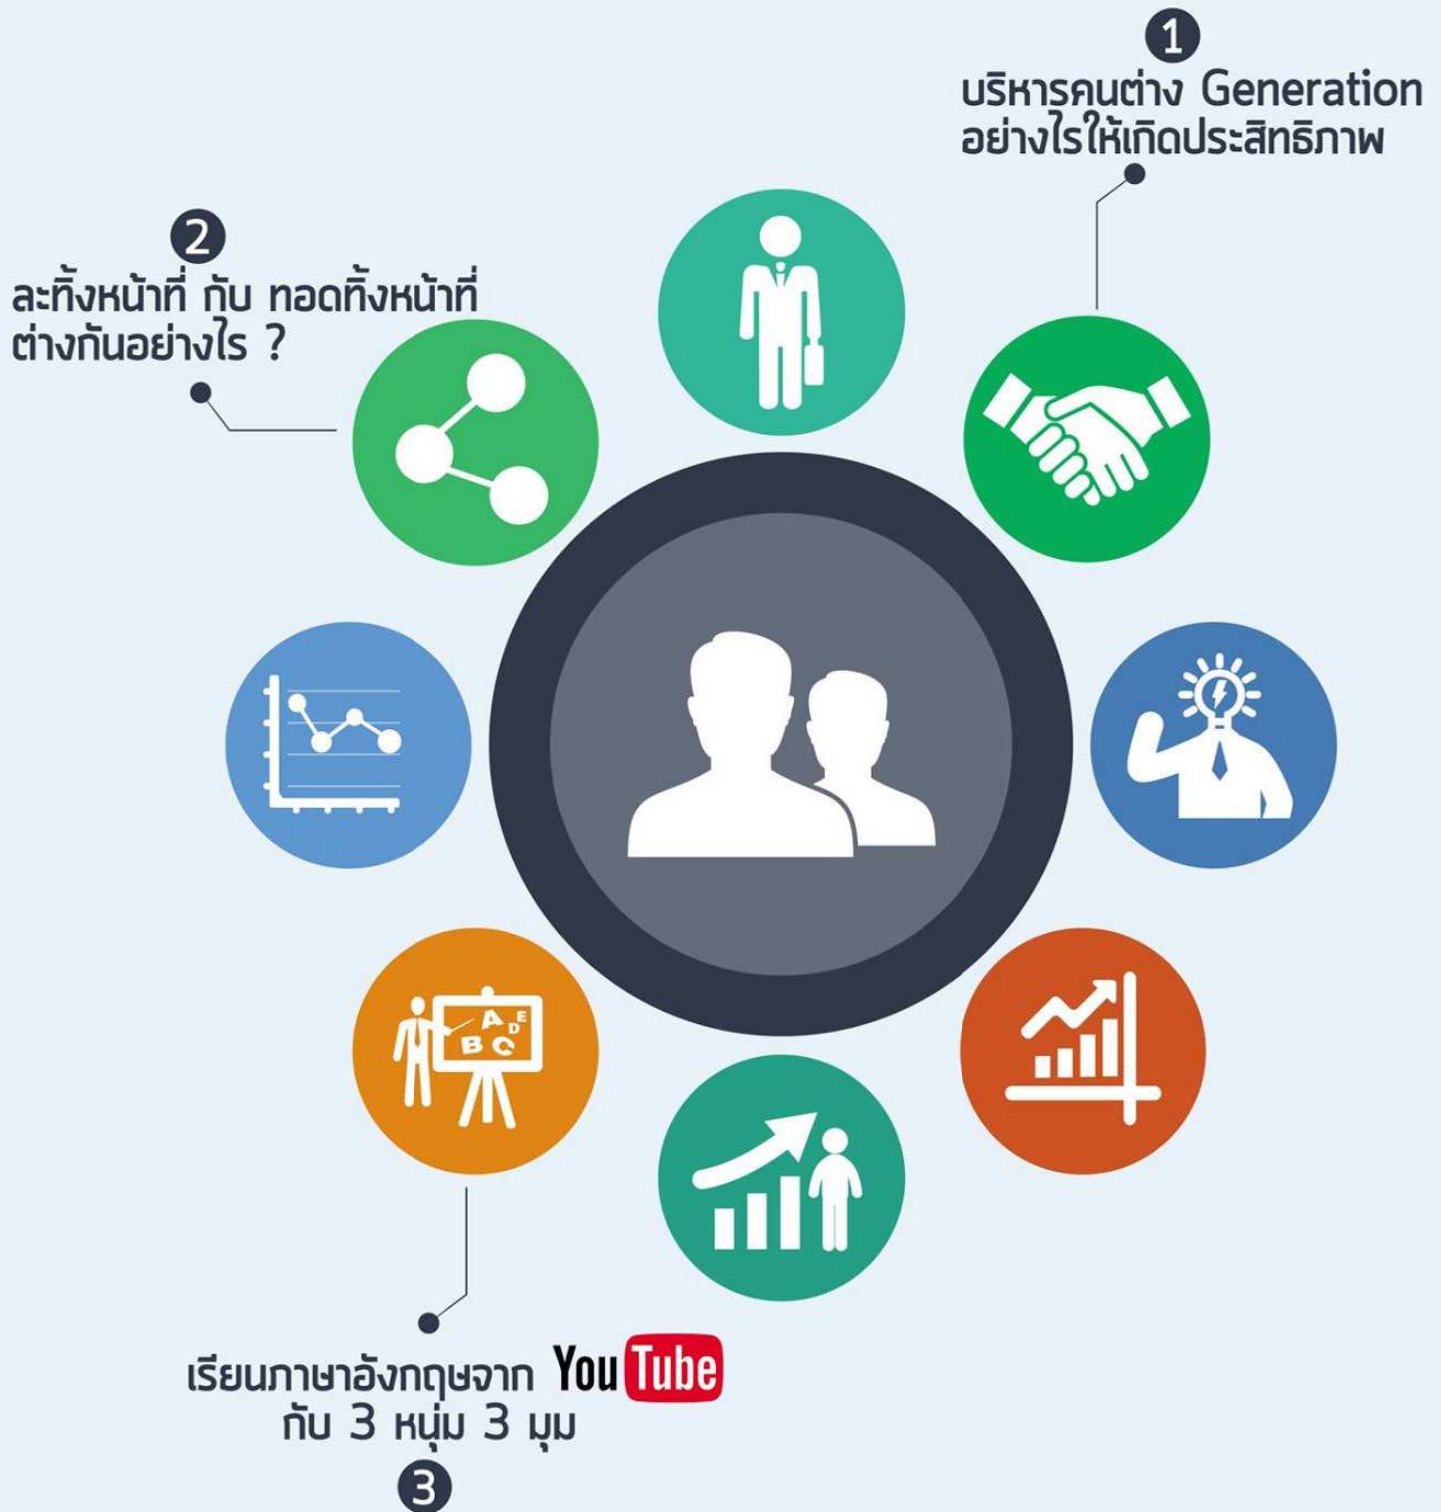 1
บริหารคนต่าง Generation
อย่างไรให้เกิดประสิทธิภาพ
2
ละทิ้งหน้าที่ กับ ทอดทิ้งหน้าที่
ต่างกันอย่างไร ?
A E
D
B C
เรียนภาษาอังกฤษจาก YouTube
กับ 3 หนุ่ม 3 มุม
3